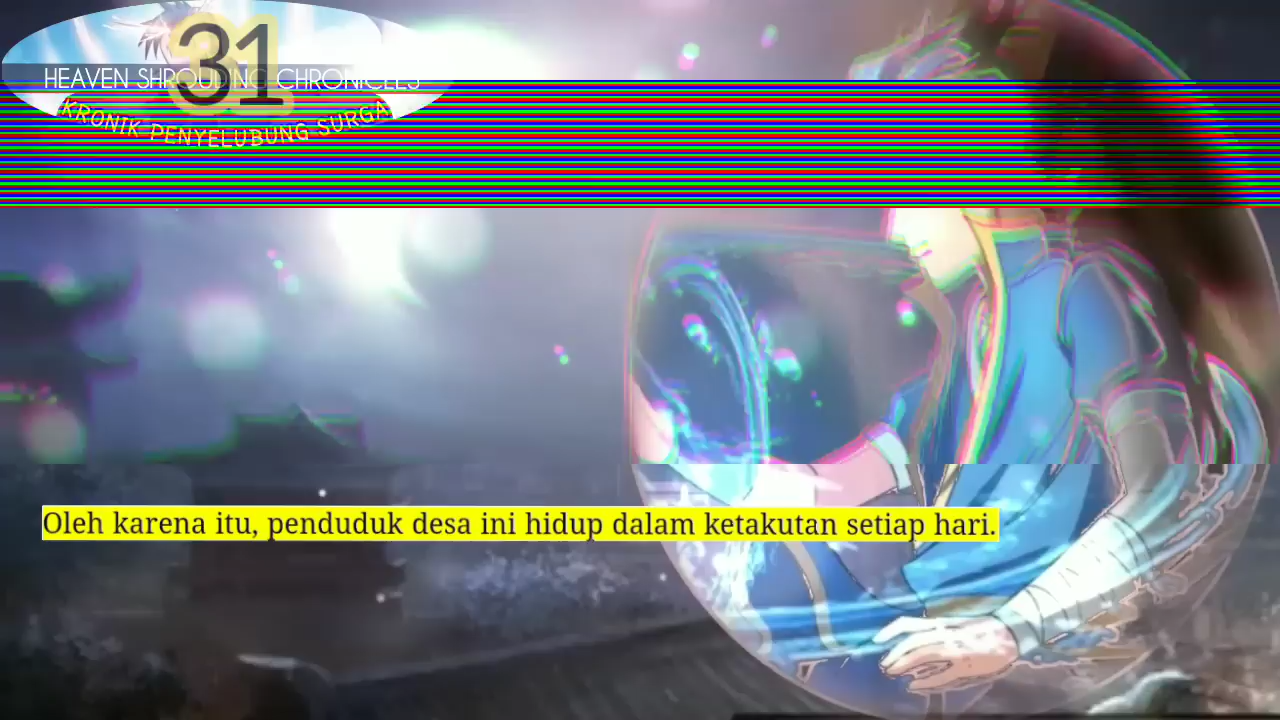 31
HEAVEN SHROUDING CHRONICLES
KRONIK PENYELUBUNG SURGA
Oleh karena itu, penduduk desa ini hidup dalam ketakutan setiap hari.